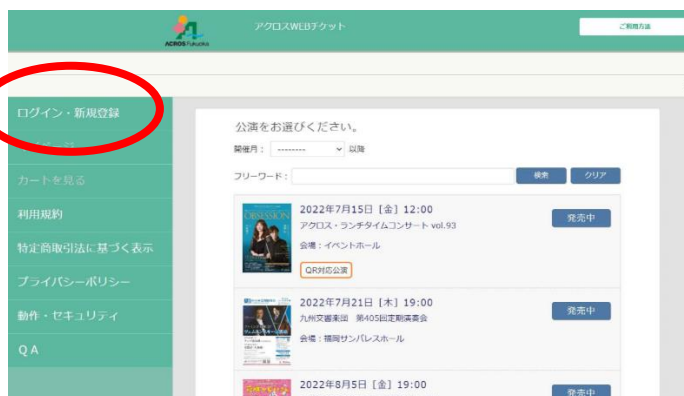 ACROS Fukuoka
アクロスWEBチケット
ご利用方法
ログイン・新規登録
カートを見る
利用規約
特定商取引法に基づく表示
プライバシーポリシー
動作・セキュリティ
Q A
公演をお選びください。
開催月： -------- 以降
フリーワード：
検索
クリア
OBSESSION
2022年7月15日 [金] 12:00
アクロス・ランチタイムコンサート vol.93
会場：イベントホール
QR対応公演
発売中
2022年7月21日 [木] 19:00
九州交響楽団 第405回定期演奏会
会場：福岡サンパレスホール
発売中
2022年8月5日 [金] 19:00
発売中